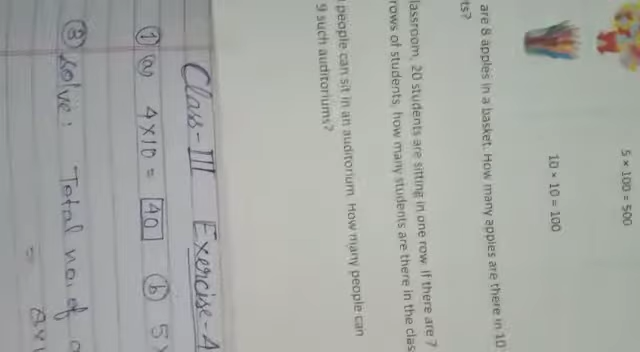 5 × 100 = 500
10 × 10 = 100
are 8 apples in a basket. How many apples are there in 10
ts?
lassroom, 20 students are sitting in one row. If there are 7
rows of students, how many students are there in the clas
people can sit in an auditorium. How many people can
9 such auditoriums?
Class-III Exercise-4
① (a) 4×10 = 40 (b) 5×
③ solve: Total no. of a
= 8×1